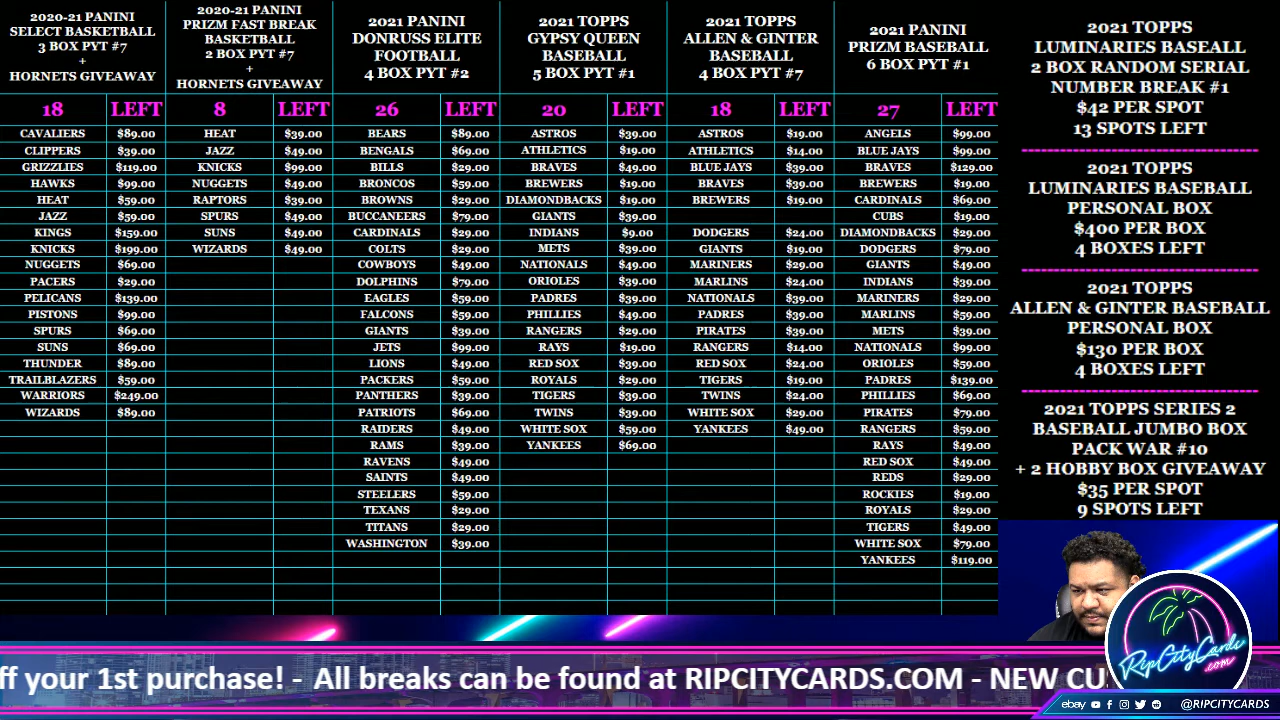 2020-21 PANINI
SELECT BASKETBALL
3 BOX PYT #7
+
HORNETS GIVEAWAY
18 LEFT
CAVALIERS $89.00
CLIPPERS $39.00
GRIZZLIES $119.00
HAWKS $99.00
HEAT $59.00
JAZZ $59.00
KINGS $159.00
KNICKS $199.00
NUGGETS $69.00
PACERS $29.00
PELICANS $139.00
PISTONS $99.00
SPURS $69.00
SUNS $69.00
THUNDER $89.00
TRAILBLAZERS $59.00
WARRIORS $249.00
WIZARDS $89.00
2020-21 PANINI
PRIZM FAST BREAK
BASKETBALL
2 BOX PYT #7
+
HORNETS GIVEAWAY
8 LEFT
HEAT $39.00
JAZZ $49.00
KNICKS $99.00
NUGGETS $49.00
RAPTORS $39.00
SPURS $49.00
SUNS $49.00
WIZARDS $49.00
2021 PANINI
DONRUSS ELITE
FOOTBALL
4 BOX PYT #2
26 LEFT
BEARS $89.00
BENGALS $69.00
BILLS $29.00
BRONCOS $59.00
BROWNS $29.00
BUCCANEERS $79.00
CARDINALS $29.00
COLTS $29.00
COWBOYS $49.00
DOLPHINS $79.00
EAGLES $59.00
FALCONS $59.00
GIANTS $39.00
JETS $99.00
LIONS $49.00
PACKERS $59.00
PANTHERS $39.00
PATRIOTS $69.00
RAIDERS $49.00
RAMS $39.00
RAVENS $49.00
SAINTS $49.00
STEELERS $59.00
TEXANS $29.00
TITANS $29.00
WASHINGTON $39.00
2021 TOPPS
GYPSY QUEEN
BASEBALL
5 BOX PYT #1
20 LEFT
ASTROS $39.00
ATHLETICS $19.00
BRAVES $49.00
BREWERS $19.00
DIAMONDBACKS $19.00
GIANTS $39.00
INDIANS $9.00
METS $39.00
NATIONALS $49.00
ORIOLES $39.00
PADRES $39.00
PHILLIES $49.00
RANGERS $29.00
RAYS $19.00
RED SOX $39.00
ROYALS $29.00
TIGERS $39.00
TWINS $39.00
WHITE SOX $59.00
YANKEES $69.00
2021 TOPPS
ALLEN & GINTER
BASEBALL
4 BOX PYT #7
18 LEFT
ASTROS $19.00
ATHLETICS $14.00
BLUE JAYS $39.00
BRAVES $39.00
BREWERS $19.00
DODGERS $24.00
GIANTS $19.00
MARINERS $29.00
MARLINS $24.00
NATIONALS $39.00
PADRES $39.00
PIRATES $39.00
RANGERS $14.00
RED SOX $24.00
TIGERS $19.00
TWINS $24.00
WHITE SOX $29.00
YANKEES $49.00
2021 PANINI
PRIZM BASEBALL
6 BOX PYT #1
27 LEFT
ANGELS $99.00
BLUE JAYS $99.00
BRAVES $129.00
BREWERS $19.00
CARDINALS $69.00
CUBS $19.00
DIAMONDBACKS $29.00
DODGERS $79.00
GIANTS $49.00
INDIANS $39.00
MARINERS $29.00
MARLINS $59.00
METS $39.00
NATIONALS $99.00
ORIOLES $59.00
PADRES $139.00
PHILLIES $69.00
PIRATES $79.00
RANGERS $59.00
RAYS $49.00
RED SOX $49.00
REDS $29.00
ROCKIES $19.00
ROYALS $29.00
TIGERS $49.00
WHITE SOX $79.00
YANKEES $119.00
2021 TOPPS
LUMINARIES BASEALL
2 BOX RANDOM SERIAL
NUMBER BREAK #1
$42 PER SPOT
13 SPOTS LEFT
2021 TOPPS
LUMINARIES BASEBALL
PERSONAL BOX
$400 PER BOX
4 BOXES LEFT
2021 TOPPS
ALLEN & GINTER BASEBALL
PERSONAL BOX
$130 PER BOX
4 BOXES LEFT
2021 TOPPS SERIES 2
BASEBALL JUMBO BOX
PACK WAR #10
+ 2 HOBBY BOX GIVEAWAY
$35 PER SPOT
9 SPOTS LEFT
ff your 1st purchase! - All breaks can be found at RIPCITYCARDS.COM - NEW CU
RipCityCards
.com
ebay @RIPCITYCARDS